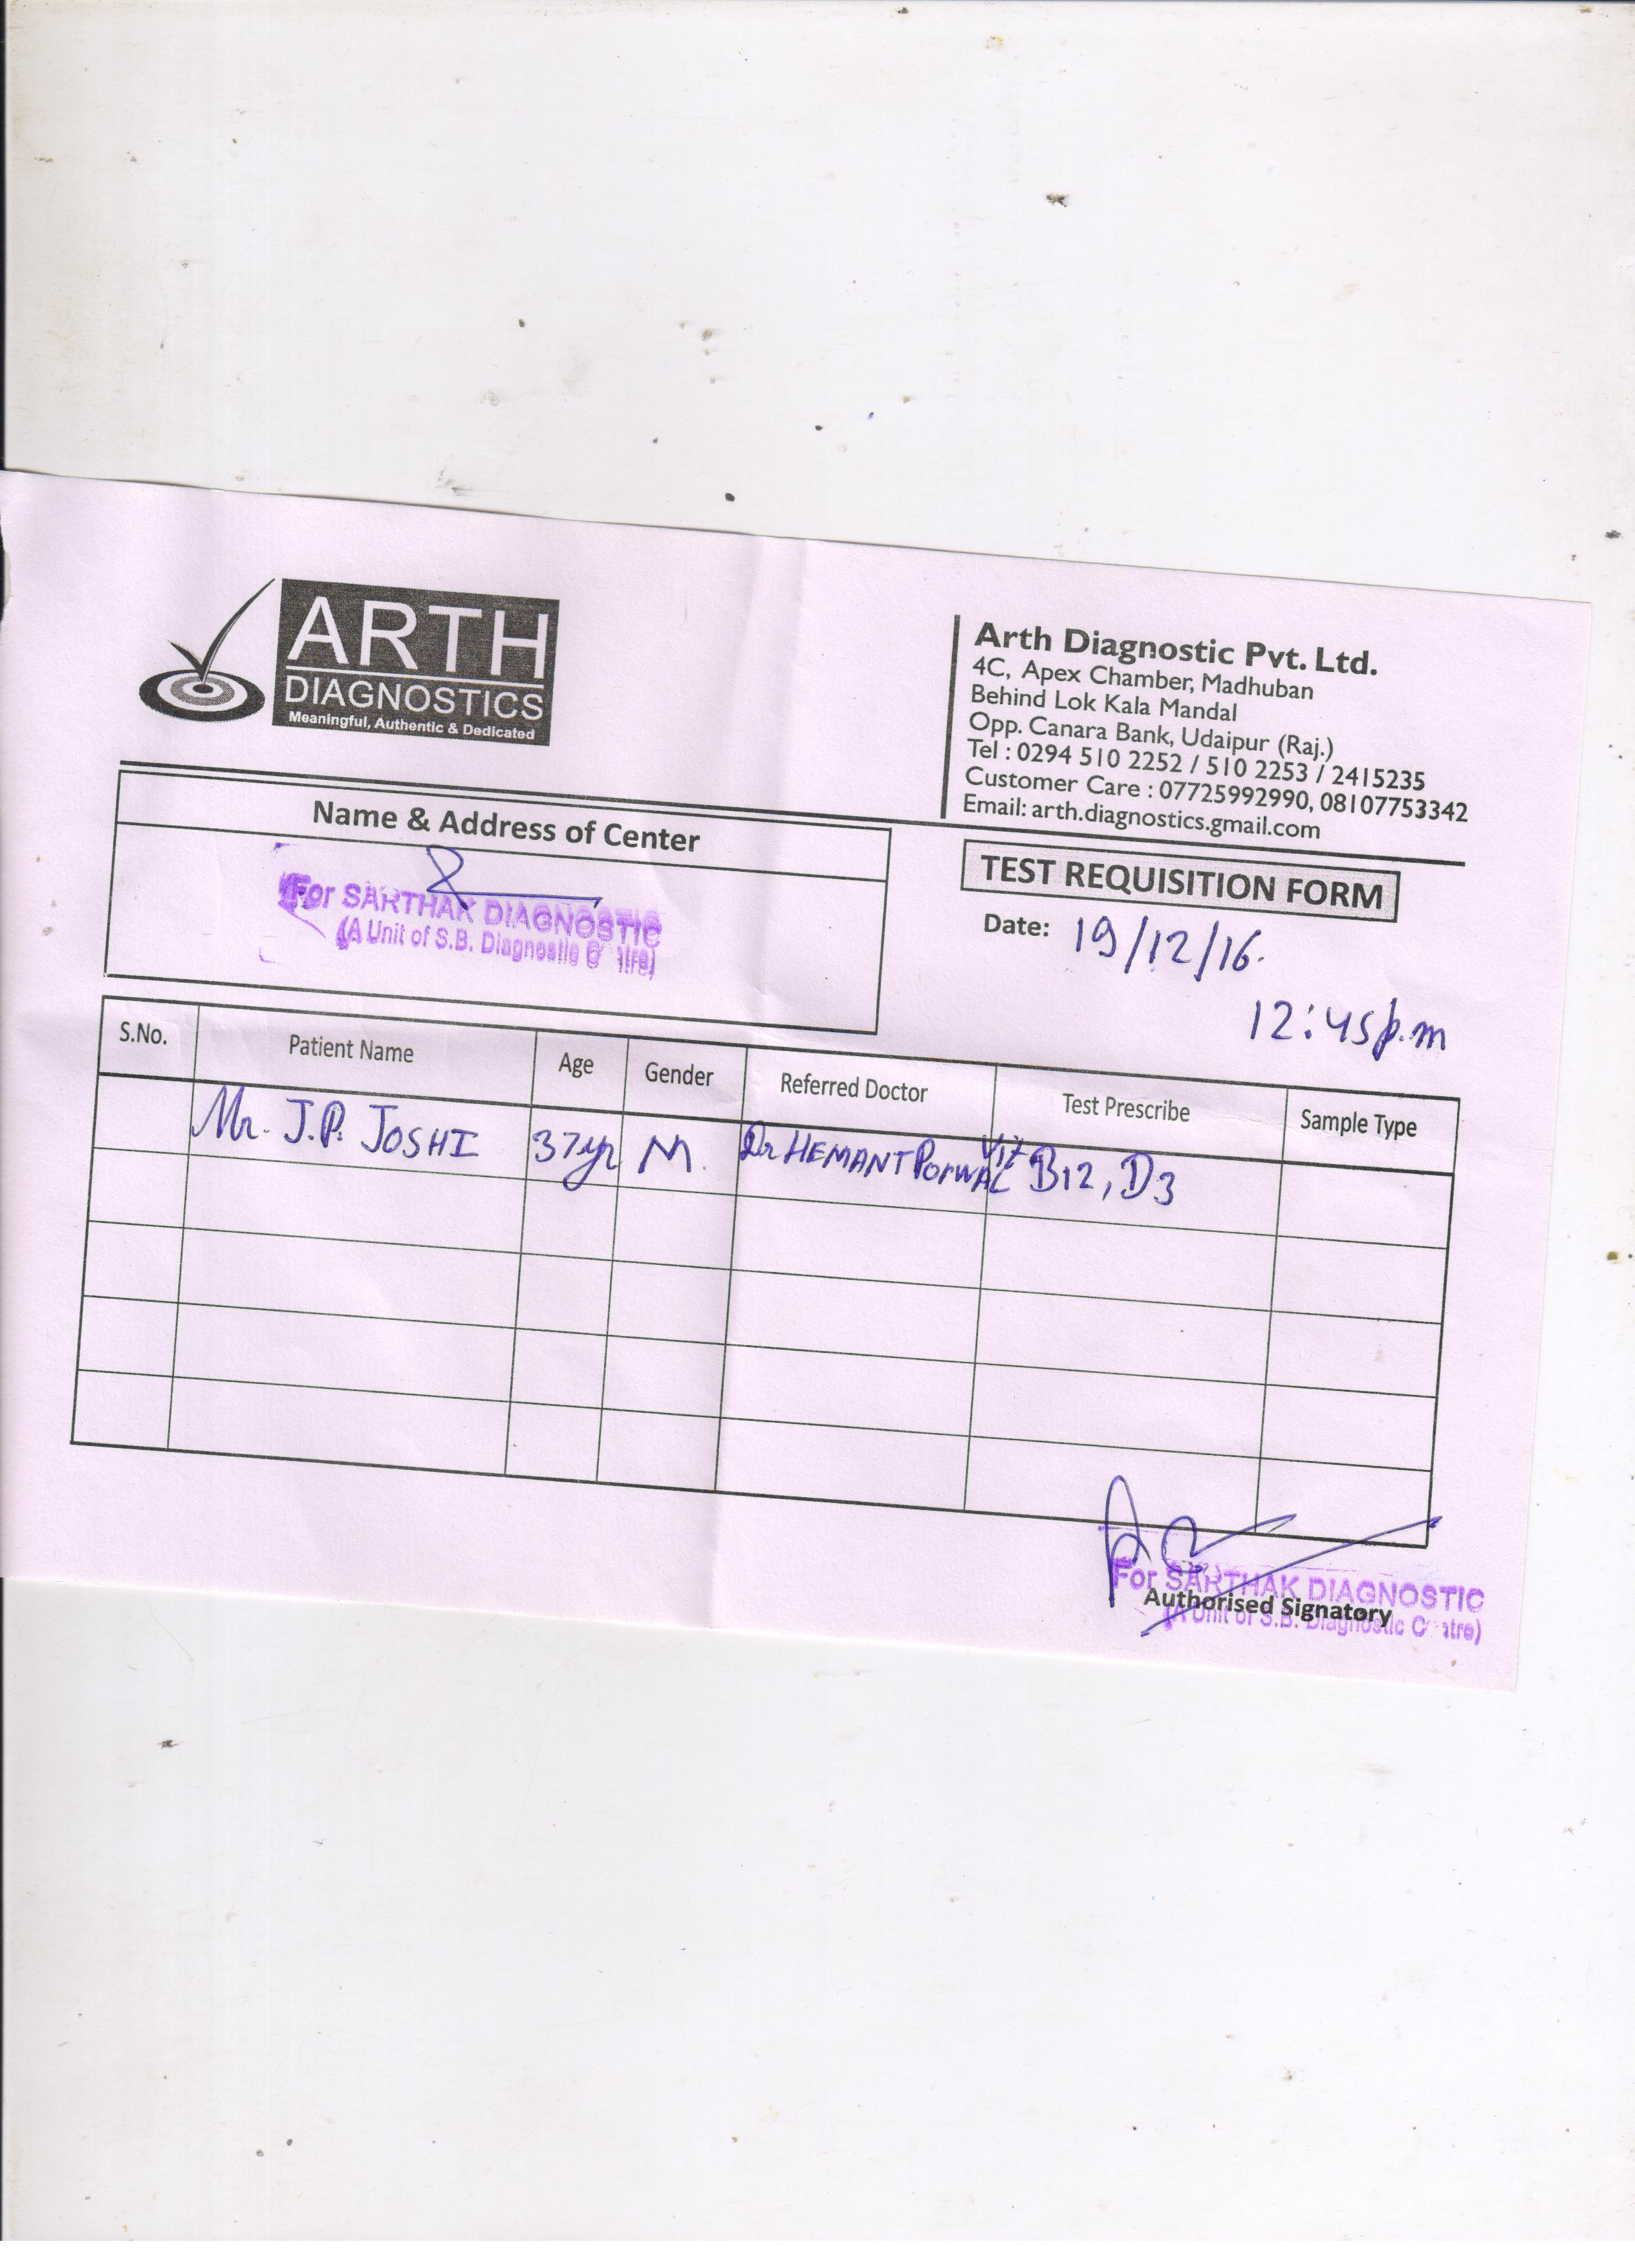 ARTH
DIAGNOSTICS
Meaningful, Authentic & Dedicated
Arth Diagnostic Pvt. Ltd.
4C, Apex Chamber, Madhuban
Behind Lok Kala Mandal
Opp. Canara Bank, Udaipur (Raj.)
Tel : 0294 510 2252 / 510 2253 / 2415235
Customer Care : 07725992990, 08107753342
Email: arth.diagnostics.gmail.com
Name & Address of Center
For SARTHAK DIAGNOSTIC
(A Unit of S.B. Diagnostic
TEST REQUISITION FORM
Date: 19/12/16.
12:45 p.m
S.No. Patient Name Age Gender Referred Doctor Test Prescribe Sample Type
Mr. J.P. JOSHI 37yr M. Dr HEMANT PORWAL Vit B12, D3
For SARTHAK DIAGNOSTIC
Authorised Signatory
(A Unit of S.B. Diagnostic